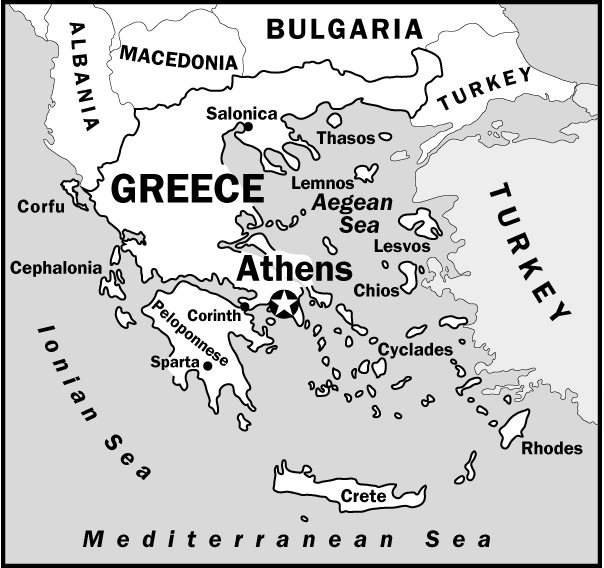 BULGARIA
ALBANIA
MACEDONIA
TURKEY
Salonica
Thasos
GREECE
Lemnos
Aegean
Sea
Corfu
TURKEY
Lesvos
Cephalonia
Athens
Chios
Peloponnese
Corinth
Cyclades
Sparta
Ionian Sea
Rhodes
Crete
Mediterranean Sea